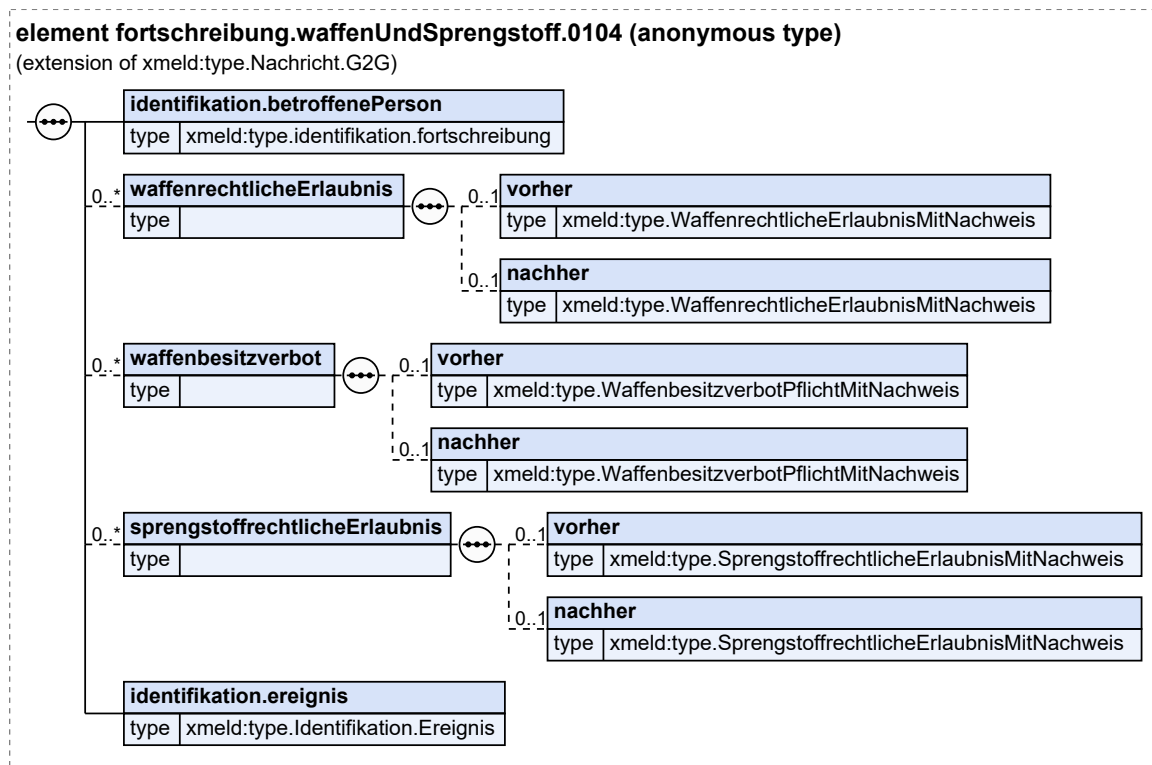 element fortschreibung.waffenUndSprengstoff.0104 (anonymous type)
(extension of xmeld:type.Nachricht.G2G)
identifikation.betroffenePerson
type xmeld:type.identifikation.fortschreibung
0..* waffenrechtlicheErlaubnis
type
0..1 vorher
type xmeld:type.WaffenrechtlicheErlaubnisMitNachweis
0..1 nachher
type xmeld:type.WaffenrechtlicheErlaubnisMitNachweis
0..* waffenbesitzverbot
type
0..1 vorher
type xmeld:type.WaffenbesitzverbotPflichtMitNachweis
0..1 nachher
type xmeld:type.WaffenbesitzverbotPflichtMitNachweis
0..* sprengstoffrechtlicheErlaubnis
type
0..1 vorher
type xmeld:type.SprengstoffrechtlicheErlaubnisMitNachweis
0..1 nachher
type xmeld:type.SprengstoffrechtlicheErlaubnisMitNachweis
identifikation.ereignis
type xmeld:type.Identifikation.Ereignis